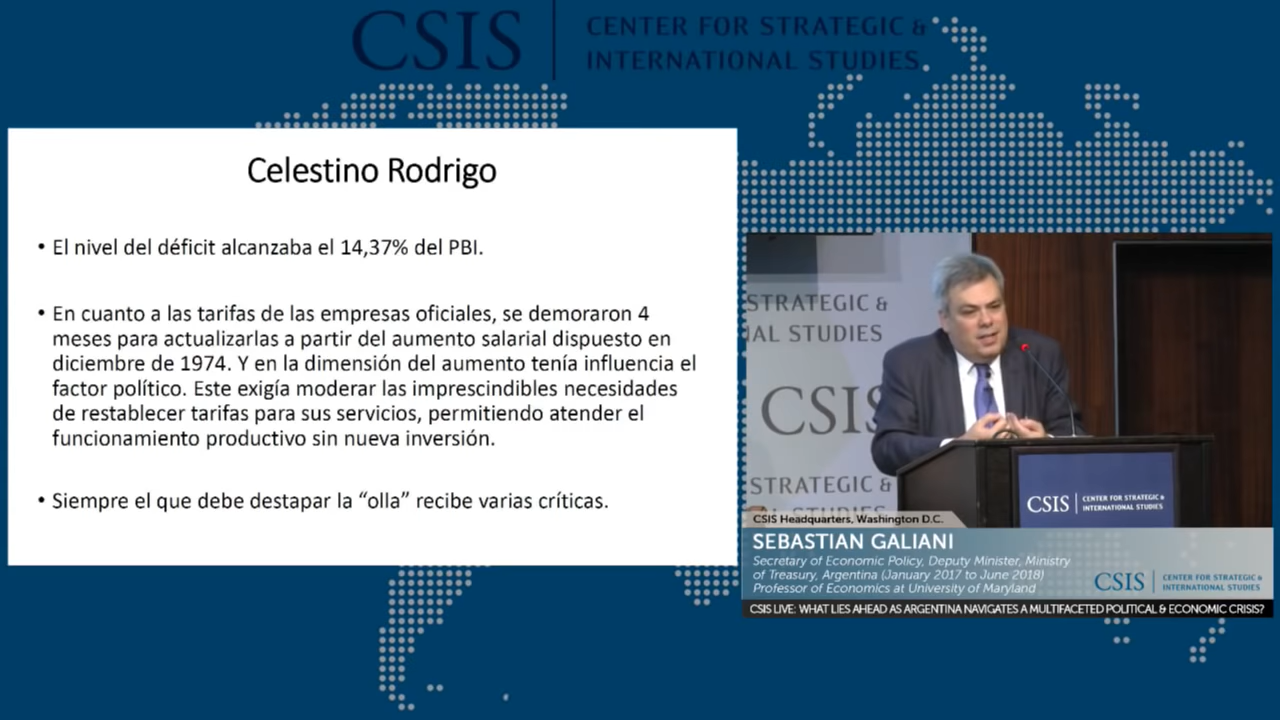 CSIS
CENTER FOR STRATEGIC &
INTERNATIONAL STUDIES
Celestino Rodrigo
• El nivel del déficit alcanzaba el 14,37% del PBI.
• En cuanto a las tarifas de las empresas oficiales, se demoraron 4
meses para actualizarlas a partir del aumento salarial dispuesto en
diciembre de 1974. Y en la dimensión del aumento tenía influencia el
factor político. Este exigía moderar las imprescindibles necesidades
de restablecer tarifas para sus servicios, permitiendo atender el
funcionamiento productivo sin nueva inversión.
• Siempre el que debe destapar la “olla” recibe varias críticas.
STRATEGIC &
AL STUDIES
CSIS
STRATEGIC &
STUDIES
CSIS
CENTER FOR STRATEGIC &
INTERNATIONAL STUDIES
CSIS Headquarters, Washington D.C.
SEBASTIAN GALIANI
Secretary of Economic Policy, Deputy Minister, Ministry
of Treasury, Argentina (January 2017 to June 2018)
Professor of Economics at University of Maryland
CSIS
CENTER FOR STRATEGIC &
INTERNATIONAL STUDIES
CSIS LIVE: WHAT LIES AHEAD AS ARGENTINA NAVIGATES A MULTIFACETED POLITICAL & ECONOMIC CRISIS?